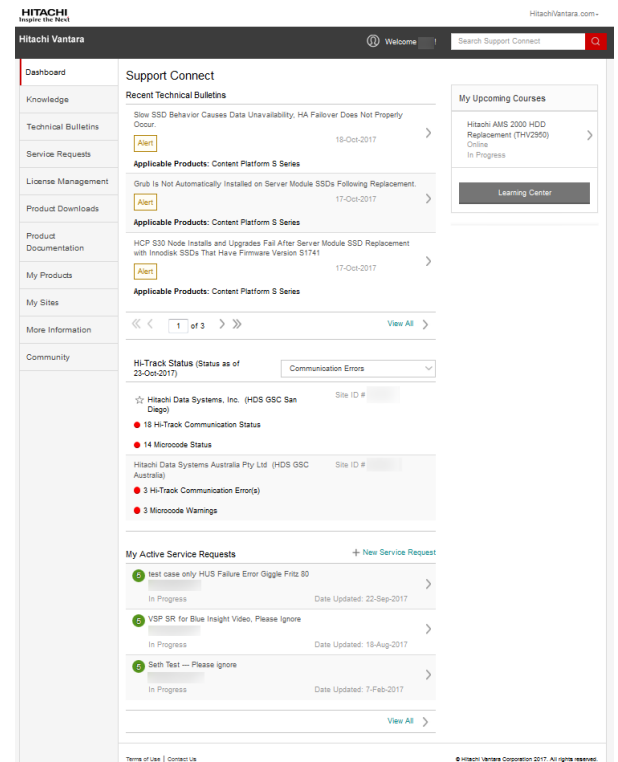 HITACHI
Inspire the Next
HitachiVantara.com
Hitachi Vantara
Welcome
!
Search Support Connect
Dashboard
Knowledge
Technical Bulletins
Service Requests
License Management
Product Downloads
Product
Documentation
My Products
My Sites
More Information
Community
Support Connect
Recent Technical Bulletins
Slow SSD Behavior Causes Data Unavailability, HA Failover Does Not Properly
Occur.
Alert
18-Oct-2017
Applicable Products: Content Platform S Series
Grub Is Not Automatically Installed on Server Module SSDs Following Replacement.
Alert
17-Oct-2017
Applicable Products: Content Platform S Series
HCP S30 Node Installs and Upgrades Fail After Server Module SSD Replacement
with Innodisk SSDs That Have Firmware Version S1741
Alert
17-Oct-2017
Applicable Products: Content Platform S Series
1 of 3
View All
Hi-Track Status (Status as of
23-Oct-2017)
Communication Errors
Hitachi Data Systems, Inc. (HDS GSC San
Diego)
Site ID #
18 Hi-Track Communication Status
14 Microcode Status
Hitachi Data Systems Australia Pty Ltd (HDS GSC
Australia)
Site ID #
3 Hi-Track Communication Error(s)
3 Microcode Warnings
My Active Service Requests
+ New Service Request
5 test case only HUS Failure Error Giggle Fritz 80
In Progress
Date Updated: 22-Sep-2017
5 VSP SR for Blue Insight Video, Please Ignore
In Progress
Date Updated: 18-Aug-2017
5 Seth Test --- Please ignore
In Progress
Date Updated: 7-Feb-2017
View All
My Upcoming Courses
Hitachi AMS 2000 HDD
Replacement (THV2950)
Online
In Progress
Learning Center
Terms of Use | Contact Us
© Hitachi Vantara Corporation 2017. All rights reserved.